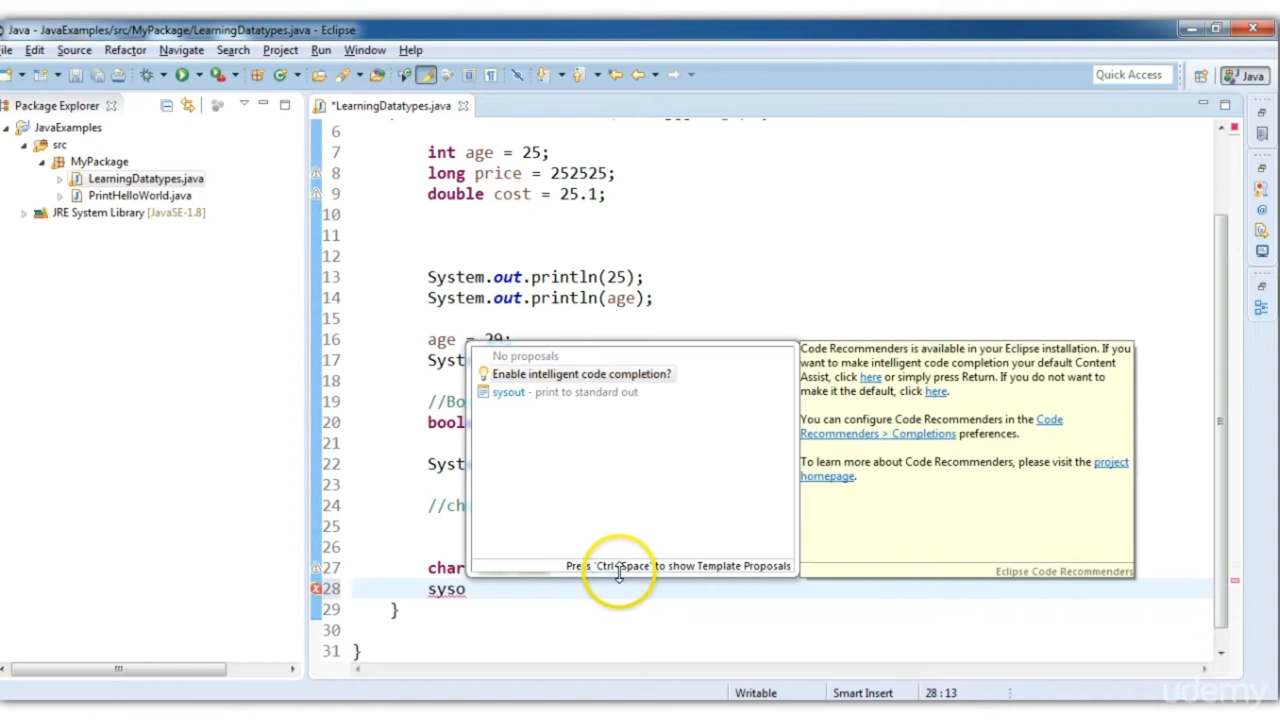 Java - JavaExamples/src/MyPackage/LearningDatatypes.java - Eclipse
ile Edit Source Refactor Navigate Search Project Run Window Help
Quick Access
Java
Package Explorer
*LearningDatatypes.java
JavaExamples
src
MyPackage
LearningDatatypes.java
PrintHelloWorld.java
JRE System Library [JavaSE-1.8]
6
7 int age = 25;
8 long price = 252525;
9 double cost = 25.1;
10
11
12
13 System.out.println(25);
14 System.out.println(age);
15
16 age = 29;
17 Syst
18
19 //Bo
20 bool
21
22 Syst
23
24 //ch
25
26
27 char
28 syso
29 }
30
31 }
No proposals
Enable intelligent code completion?
sysout - print to standard out
Press 'Ctrl+Space' to show Template Proposals
Code Recommenders is available in your Eclipse installation. If you
want to make intelligent code completion your default Content
Assist, click here or simply press Return. If you do not want to
make it the default, click here.
You can configure Code Recommenders in the Code
Recommenders > Completions preferences.
To learn more about Code Recommenders, please visit the project
homepage.
Eclipse Code Recommenders
Writable Smart Insert 28 : 13
udemy